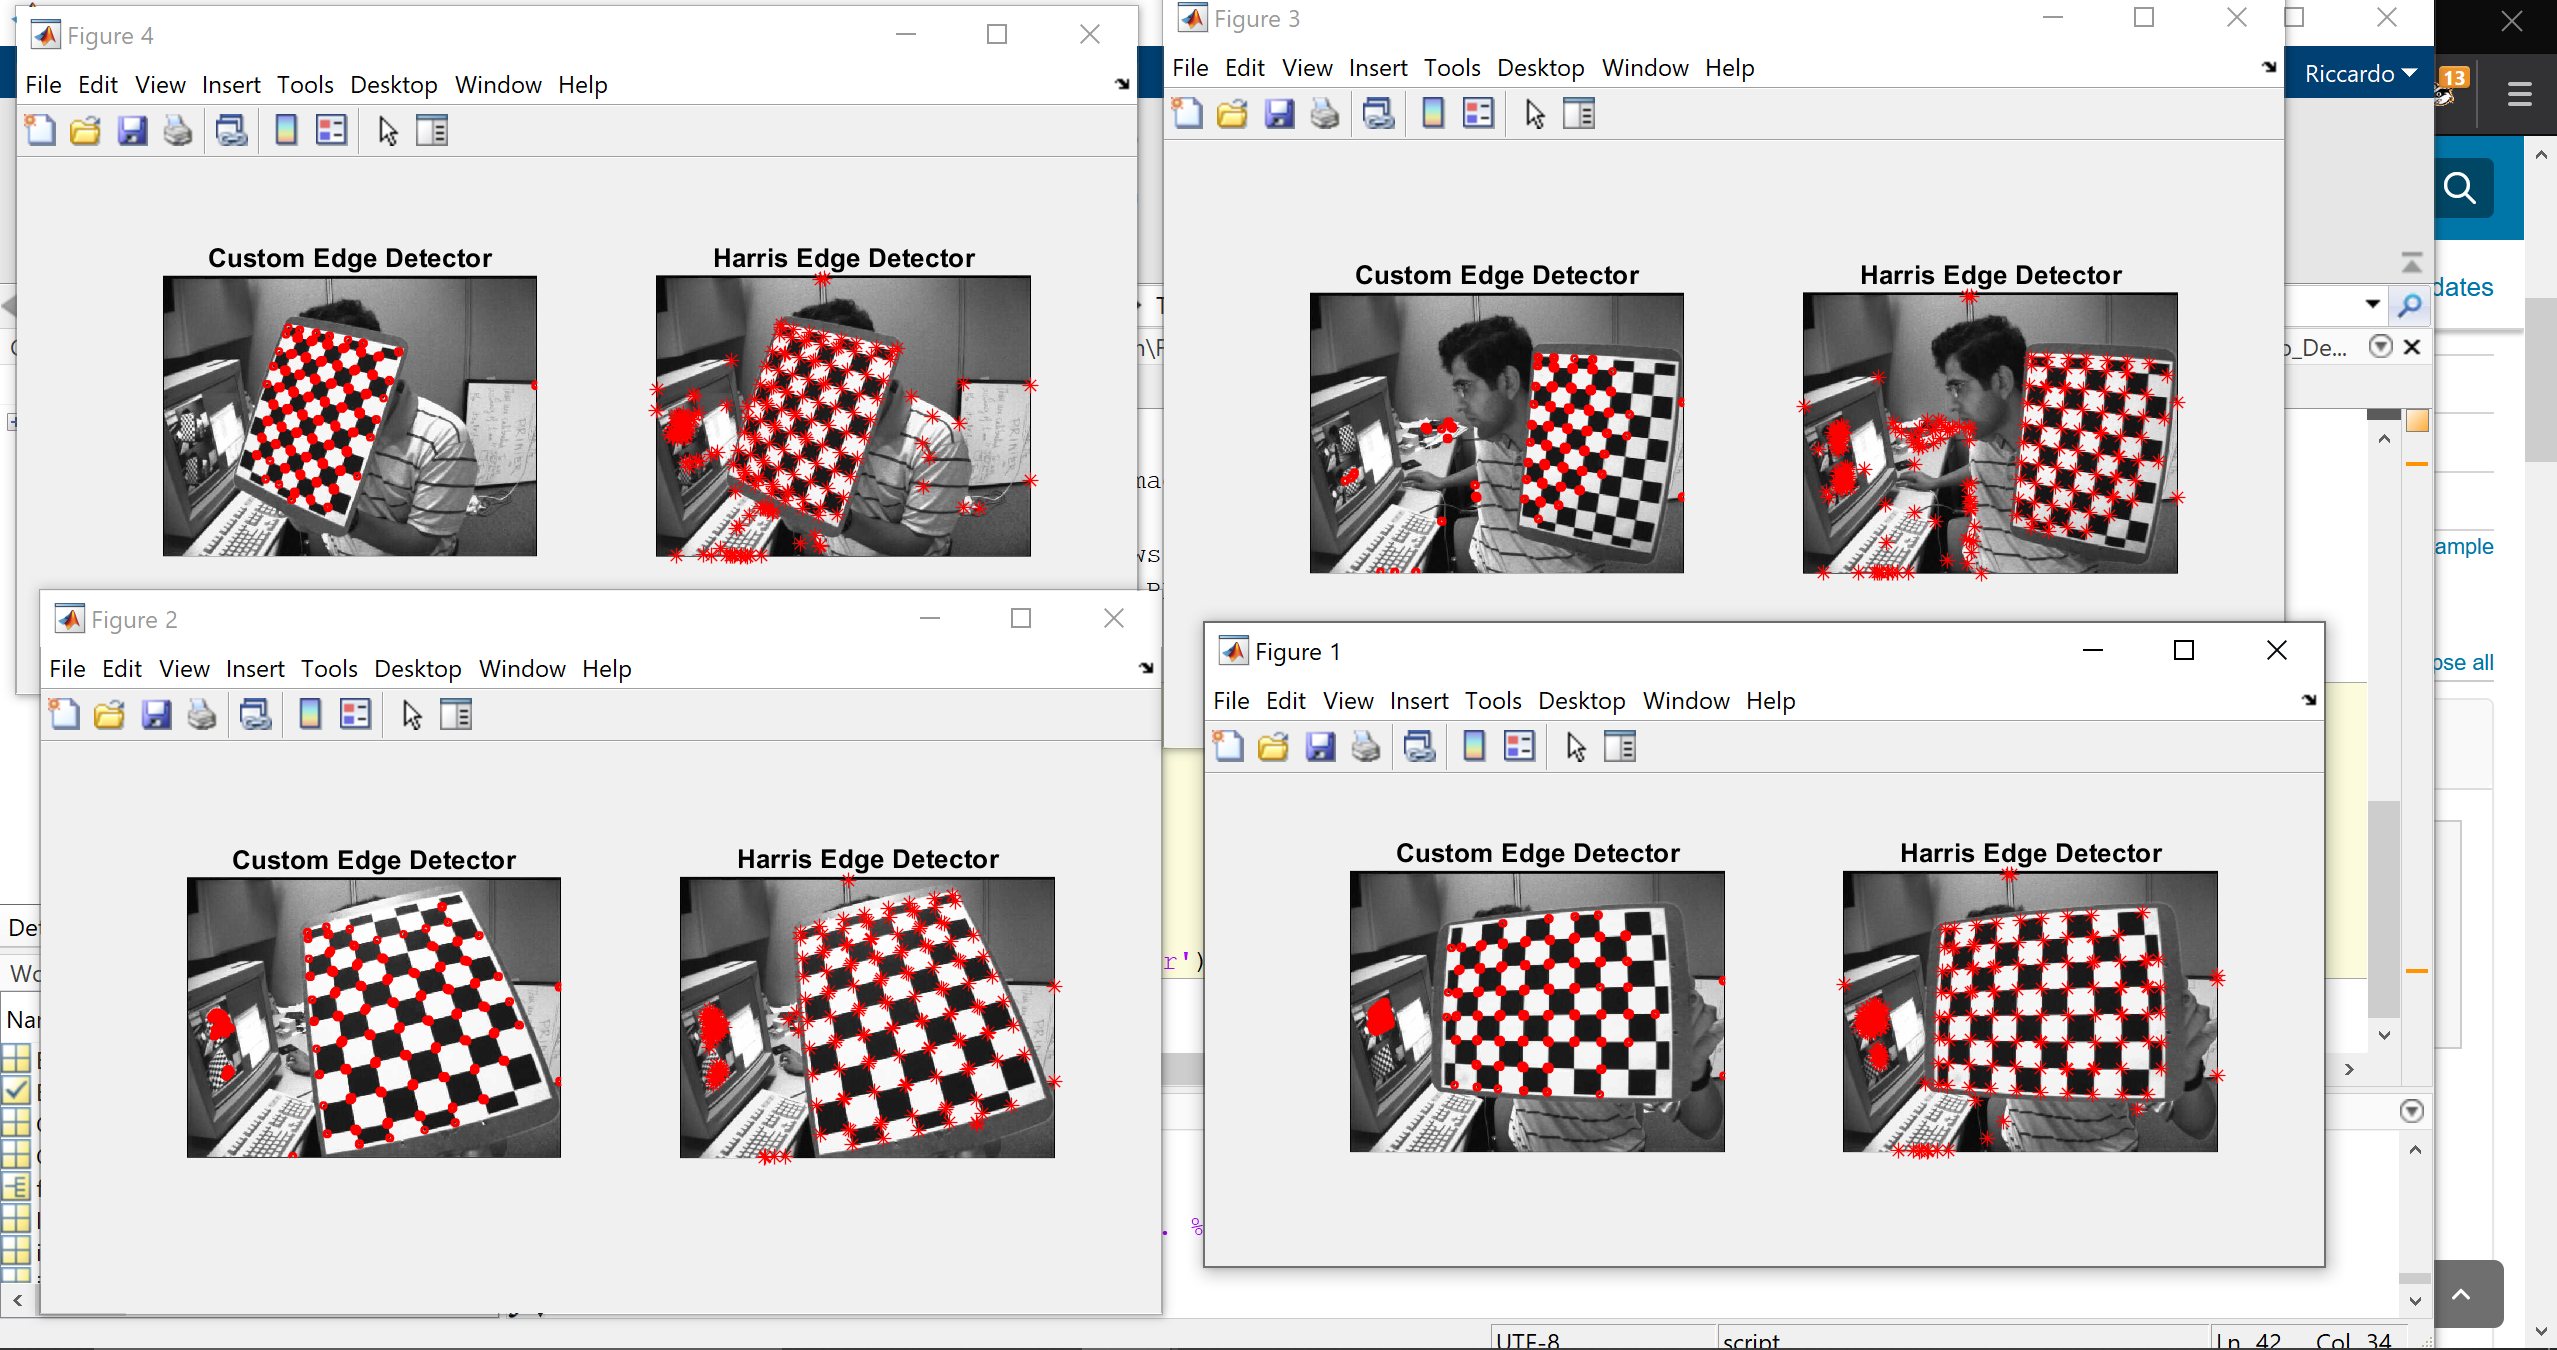 Figure 4
File Edit View Insert Tools Desktop Window Help
Custom Edge Detector
Harris Edge Detector
Figure 3
File Edit View Insert Tools Desktop Window Help
Custom Edge Detector
Harris Edge Detector
Riccardo
13
dates
p_De...
ample
ose all
Figure 2
File Edit View Insert Tools Desktop Window Help
Custom Edge Detector
Harris Edge Detector
Figure 1
File Edit View Insert Tools Desktop Window Help
Custom Edge Detector
Harris Edge Detector
r')
. %
UTF-8
script
Ln 42 Col 34